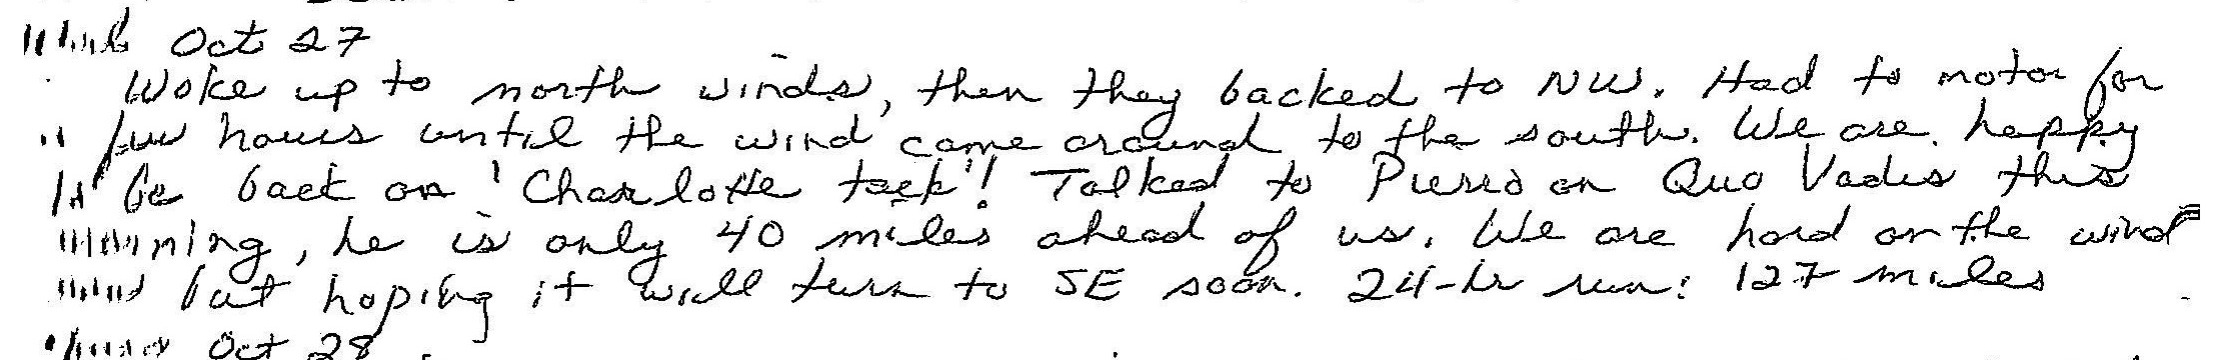 Oct 27
Woke up to north winds, then they backed to NW. Had to motor for
few hours until the wind came around to the south. We are happy
to be back on 'Charlotte tack'! Talked to Pierro on Quo Vadis this
morning, he is only 40 miles ahead of us. We are hard on the wind
but hoping it will turn to SE soon. 24-hr run: 127 miles
Oct 28